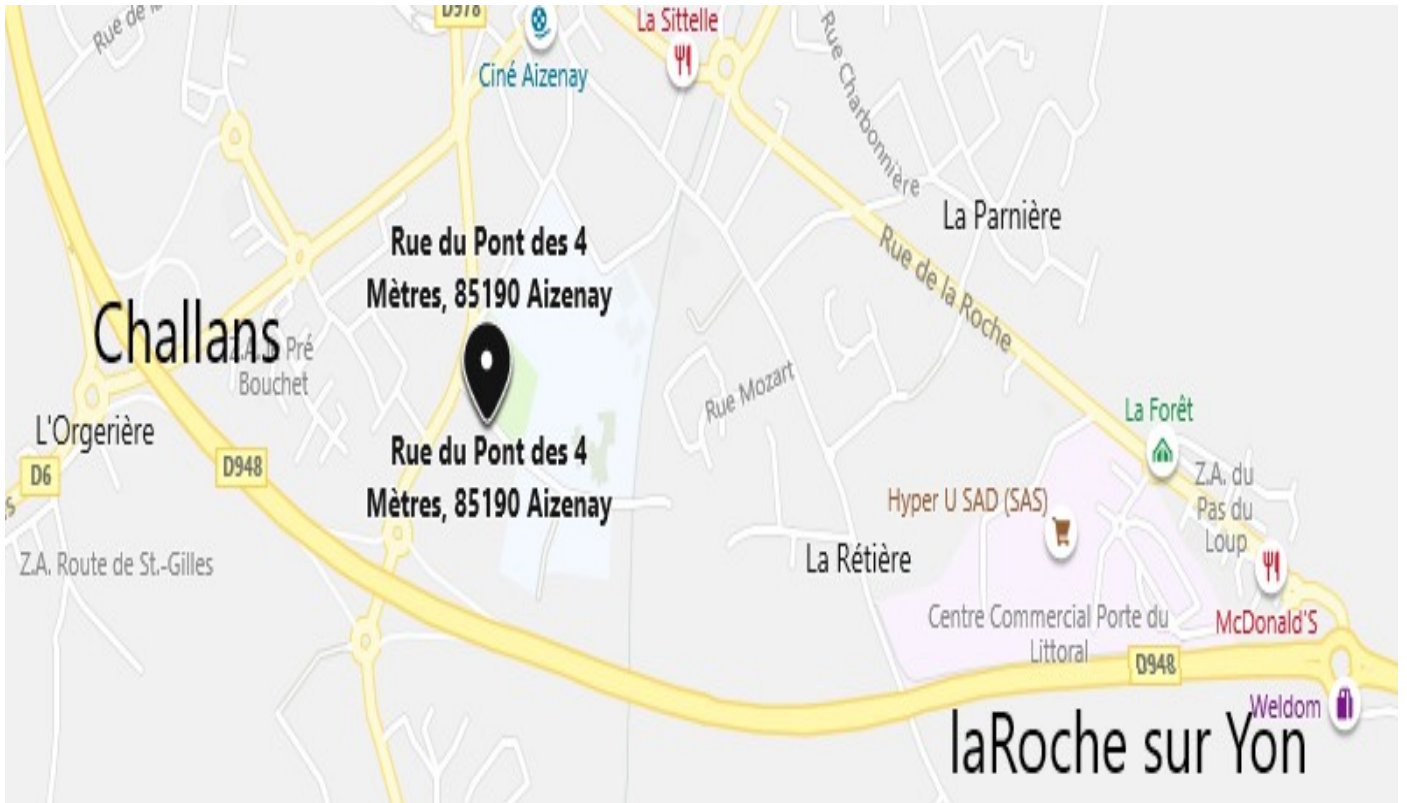 Rue de
D978
La Sittelle
Ciné Aizenay
Rue Charbonnière
La Parnière
Rue du Pont des 4
Mètres, 85190 Aizenay
Rue de la Roche
Challans
Pré
Bouchet
Rue Mozart
L'Orgerière
La Forêt
D6
D948
Rue du Pont des 4
Mètres, 85190 Aizenay
Hyper U SAD (SAS)
Z.A. du
Pas du
Loup
Z.A. Route de St.-Gilles
La Rétière
Centre Commercial Porte du
Littoral
McDonald'S
D948
Weldom
laRoche sur Yon